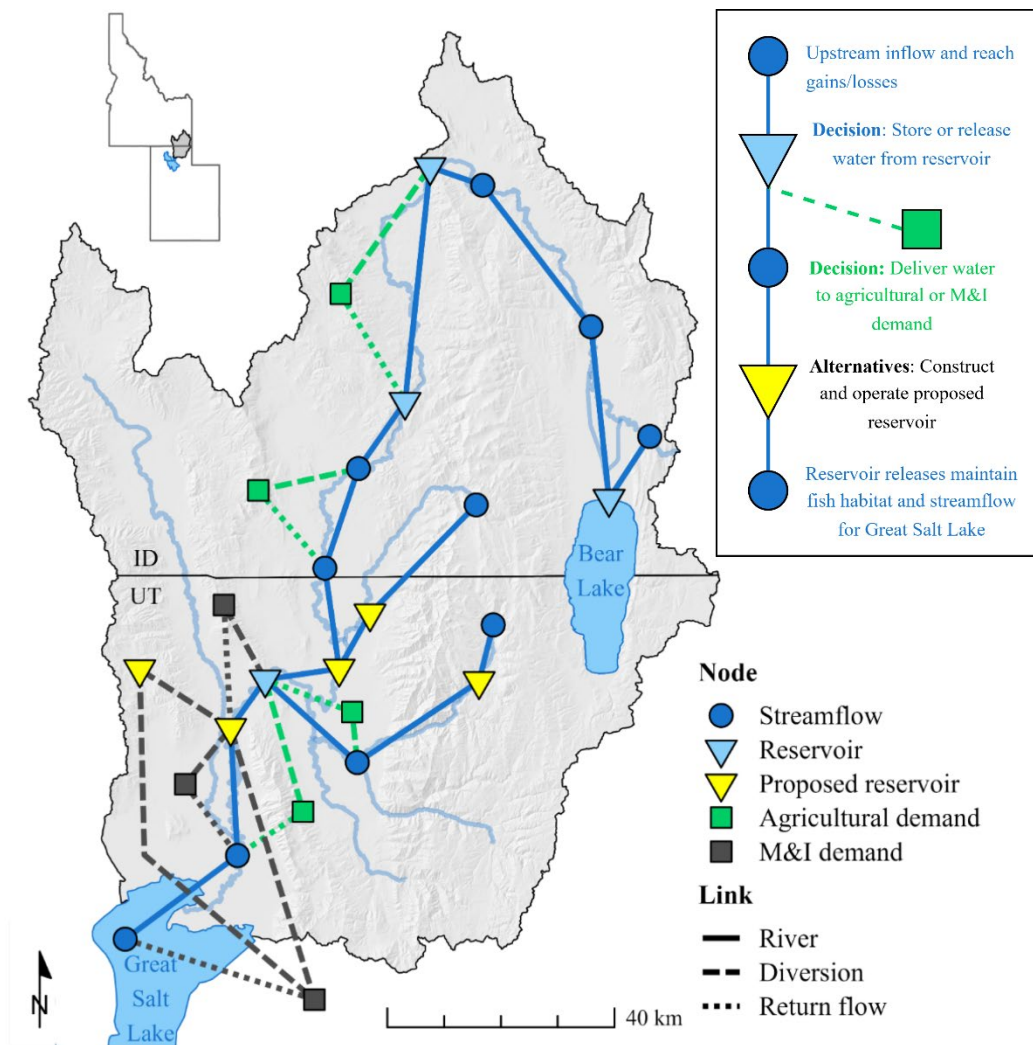 Upstream inflow and reach
gains/losses
Decision: Store or release
water from reservoir
Decision: Deliver water
to agricultural or M&I
demand
Alternatives: Construct
and operate proposed
reservoir
Reservoir releases maintain
fish habitat and streamflow
for Great Salt Lake
ID
UT
Bear
Lake
Great
Salt
Lake
N
40 km
Node
Streamflow
Reservoir
Proposed reservoir
Agricultural demand
M&I demand
Link
River
Diversion
Return flow